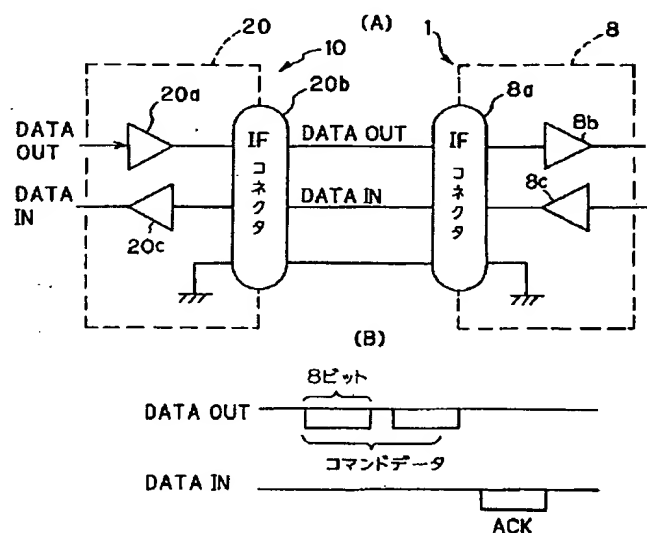 20
10
(A)
1
8
20a
20b
8a
DATA OUT
IF コネクタ
DATA OUT
IF コネクタ
8b
DATA IN
DATA IN
8c
20c
(B)
8ビット
DATA OUT
コマンドデータ
DATA IN
ACK